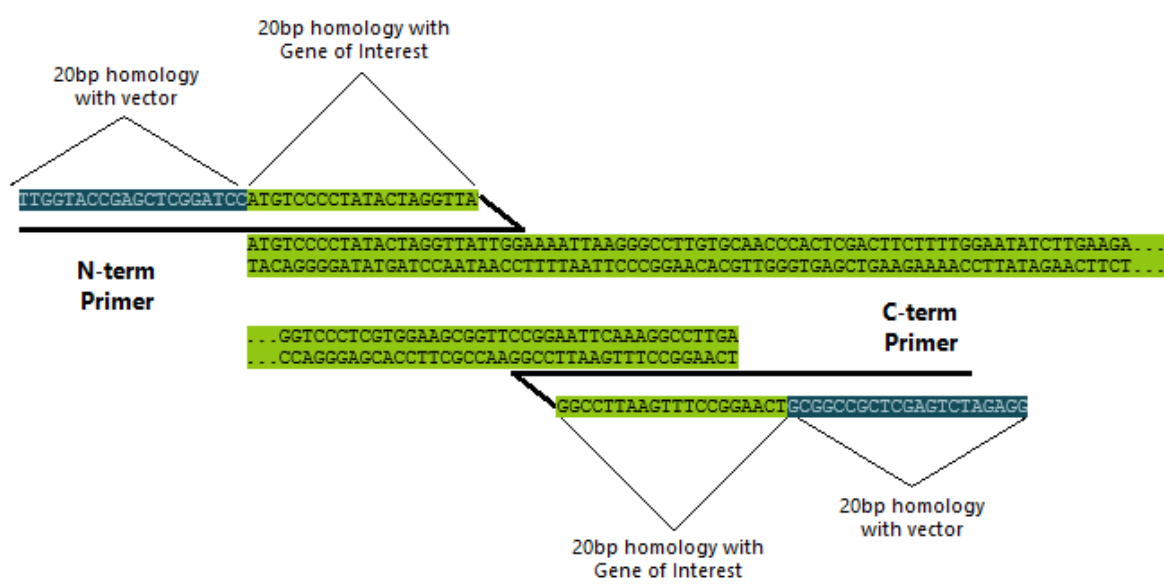 20bp homology with
Gene of Interest
20bp homology
with vector
TTGGTACCGAGCTCGGATCCATGTCCCCTATACTAGGTTA
N-term
Primer
ATGTCCCCTATACTAGGTTATTGGAAAATTAAGGGCCTTGTGCAACCCACTCGACTTCTTTTGGAATATCTTGAAGA...
TACAGGGGATATGATCCAATAACCTTTTAATTCCCGGAACACGTTGGGTGAGCTGAAGAAAACCTTATAGAACTTCT...
C-term
Primer
...GGTCCCTCGTGGAAGCGGTTCCGGAATTCAAAGGCCTTGA
...CCAGGGAGCACCTTCGCCAAGGCCTTAAGTTTCCGGAACT
GGCCTTAAGTTTCCGGAACTGCGGCCGCTCGAGTCTAGAGG
20bp homology
with vector
20bp homology with
Gene of Interest